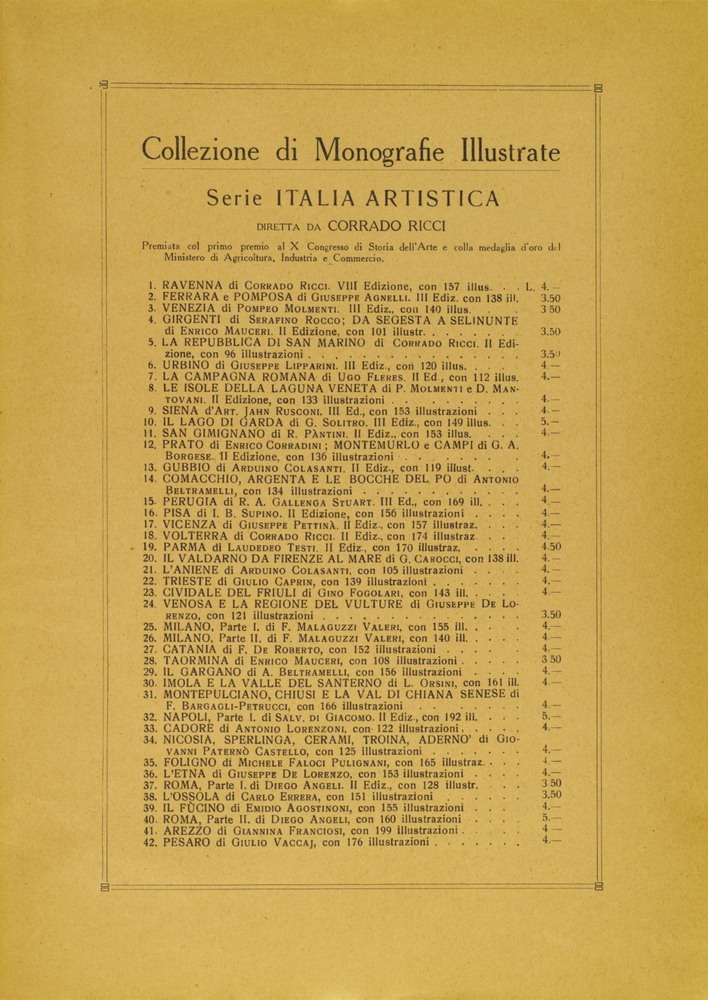 Collezione di Monografie Illustrate
Serie ITALIA ARTISTICA
DIRETTA DA CORRADO RICCI
Premiata col primo premio al X Congresso di Storia dell'Arte e colla medaglia d'oro del
Ministero di Agricoltura, Industria e Commercio.
1. RAVENNA di CORRADO RICCI. VIII Edizione, con 157 illus. . . L. 4.—
2. FERRARA e POMPOSA di GIUSEPPE AGNELLI. III Ediz. con 138 ill. 3.50
3. VENEZIA di POMPEO MOLMENTI. III Ediz., con 140 illus. . 3 50
4. GIRGENTI di SERAFINO ROCCO; DA SEGESTA A SELINUNTE
di ENRICO MAUCERI. II Edizione, con 101 illustr. . . . . . . . 3.50
5. LA REPUBBLICA DI SAN MARINO di CORRADO RICCI. II Edi-
zione, con 96 illustrazioni . . . . . . . . . . . . . . . 3.50
6. URBINO di GIUSEPPE LIPPARINI. III Ediz., con 120 illus. . . . 4.—
7. LA CAMPAGNA ROMANA di UGO FLERES. II Ed., con 112 illus. 4.—
8. LE ISOLE DELLA LAGUNA VENETA di P. MOLMENTI e D. MAN-
TOVANI. II Edizione, con 133 illustrazioni . . . . . . . . . 4.—
9. SIENA d'ART. JAHN RUSCONI. III Ed., con 153 illustrazioni . . . 4.—
10. IL LAGO DI GARDA di G. SOLITRO. III Ediz., con 149 illus. . . 5.—
11. SAN GIMIGNANO di R. PÀNTINI. II Ediz., con 153 illus. . . . 4.—
12. PRATO di ENRICO CORRADINI; MONTEMURLO e CAMPI di G. A.
BORGESE. II Edizione, con 136 illustrazioni . . . . . . . . 4.—
13. GUBBIO di ARDUINO COLASANTI. II Ediz., con 119 illust. . . . 4.—
14. COMACCHIO, ARGENTA E LE BOCCHE DEL PO di ANTONIO
BELTRAMELLI, con 134 illustrazioni . . . . . . . . . . . 4.—
15. PERUGIA di R. A. GALLENGA STUART. III Ed., con 169 ill. . . . 4.—
16. PISA di I. B. SUPINO. II Edizione, con 156 illustrazioni . . . . 4.—
17. VICENZA di GIUSEPPE PETTINÀ. II Ediz., con 157 illustraz. . . . 4.—
18. VOLTERRA di CORRADO RICCI. II Ediz., con 174 illustraz. . . . 4.—
19. PARMA di LAUDEDEO TESTI. II Ediz., con 170 illustraz. . . . . 4.50
20. IL VALDARNO DA FIRENZE AL MARE di G. CAROCCI, con 138 ill. 4.—
21. L'ANIENE di ARDUINO COLASANTI, con 105 illustrazioni . . . . 4.—
22. TRIESTE di GIULIO CAPRIN, con 139 illustrazioni . . . . . . . 4.—
23. CIVIDALE DEL FRIULI di GINO FOGOLARI, con 143 ill. . . . . 4.—
24. VENOSA E LA REGIONE DEL VULTURE di GIUSEPPE DE LO-
RENZO, con 121 illustrazioni . . . . . . . . . . . . . . 3.50
25. MILANO, Parte I. di F. MALAGUZZI VALERI, con 155 ill. . . . . 4.—
26. MILANO, Parte II. di F. MALAGUZZI VALERI, con 140 ill. . . . . 4.—
27. CATANIA di F. DE ROBERTO, con 152 illustrazioni . . . . 4.—
28. TAORMINA di ENRICO MAUCERI, con 108 illustrazioni . . . . . 3 50
29. IL GARGANO di A. BELTRAMELLI, con 156 illustrazioni . . . . 4.—
30. IMOLA E LA VALLE DEL SANTERNO di L. ORSINI, con 161 ill. 4.—
31. MONTEPULCIANO, CHIUSI E LA VAL DI CHIANA SENESE di
F. BARGAGLI-PETRUCCI, con 166 illustrazioni . . . . . . . . 4.—
32. NAPOLI, Parte I. di SALV. DI GIACOMO. II Ediz., con 192 ill. . . . 5.—
33. CADORE di ANTONIO LORENZONI, con 122 illustrazioni . . . . . 4.—
34. NICOSIA, SPERLINGA, CERAMI, TROINA, ADERNO' di GIO-
VANNI PATERNÒ CASTELLO, con 125 illustrazioni . . . . . . . 4.—
35. FOLIGNO di MICHELE FALOCI PULIGNANI, con 165 illustraz. . . . 4.—
36. L'ETNA di GIUSEPPE DE LORENZO, con 153 illustrazioni . . . . 4.—
37. ROMA, Parte I. di DIEGO ANGELI. II Ediz., con 128 illustr. . . . 3 50
38. L'OSSOLA di CARLO ERRERA, con 151 illustrazioni . . . . . . 3.50
39. IL FÙCINO di EMIDIO AGOSTINONI, con 155 illustrazioni . . . . 4.—
40. ROMA, Parte II. di DIEGO ANGELI, con 160 illustrazioni . . . . 5.—
41. AREZZO di GIANNINA FRANCIOSI, con 199 illustrazioni . . . . . 4.—
42. PESARO di GIULIO VACCAJ, con 176 illustrazioni . . . . . . . 4.—